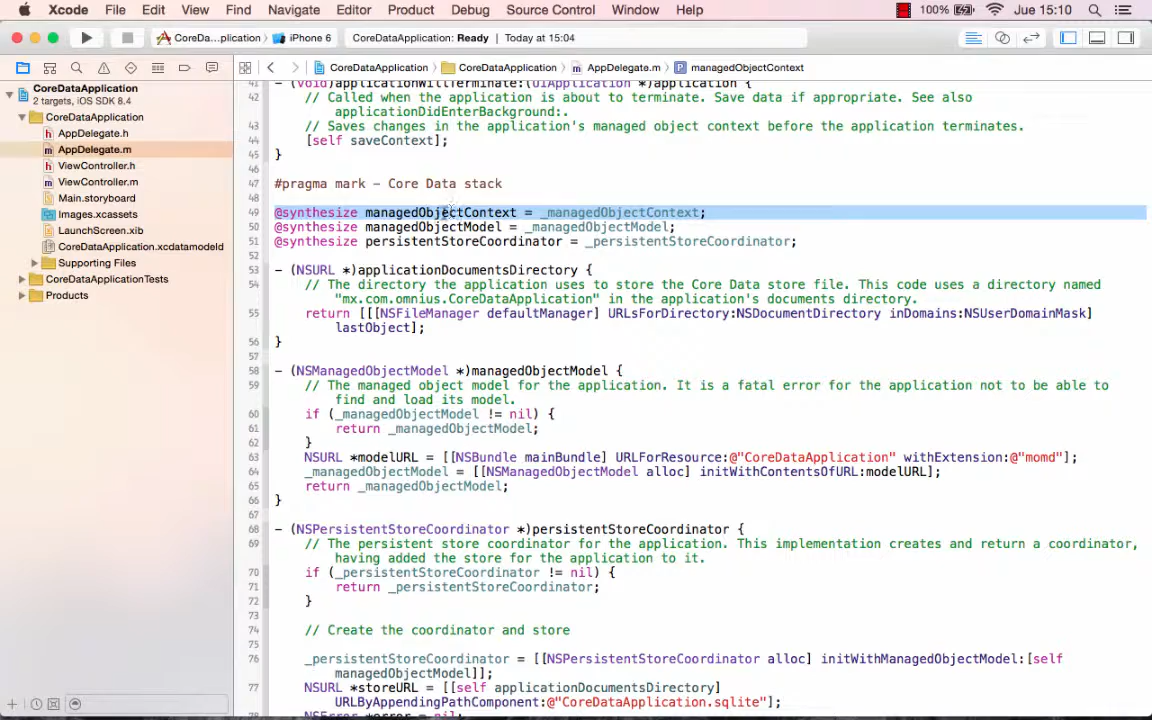 Xcode File Edit View Find Navigate Editor Product Debug Source Control Window Help 100% Jue 15:10
CoreDa...pplication iPhone 6 CoreDataApplication: Ready Today at 15:04
CoreDataApplication CoreDataApplication AppDelegate.m managedObjectContext
CoreDataApplication
2 targets, iOS SDK 8.4
CoreDataApplication
AppDelegate.h
AppDelegate.m
ViewController.h
ViewController.m
Main.storyboard
Images.xcassets
LaunchScreen.xib
CoreDataApplication.xcdatamodeld
Supporting Files
CoreDataApplicationTests
Products
41 - (void)applicationWillTerminate:(UIApplication *)application {
42 // Called when the application is about to terminate. Save data if appropriate. See also
applicationDidEnterBackground:.
43 // Saves changes in the application's managed object context before the application terminates.
44 [self saveContext];
45 }
46
47 #pragma mark - Core Data stack
48
49 @synthesize managedObjectContext = _managedObjectContext;
50 @synthesize managedObjectModel = _managedObjectModel;
51 @synthesize persistentStoreCoordinator = _persistentStoreCoordinator;
52
53 - (NSURL *)applicationDocumentsDirectory {
54 // The directory the application uses to store the Core Data store file. This code uses a directory named
"mx.com.omnius.CoreDataApplication" in the application's documents directory.
55 return [[[NSFileManager defaultManager] URLsForDirectory:NSDocumentDirectory inDomains:NSUserDomainMask]
lastObject];
56 }
57
58 - (NSManagedObjectModel *)managedObjectModel {
59 // The managed object model for the application. It is a fatal error for the application not to be able to
find and load its model.
60 if (_managedObjectModel != nil) {
61 return _managedObjectModel;
62 }
63 NSURL *modelURL = [[NSBundle mainBundle] URLForResource:@"CoreDataApplication" withExtension:@"momd"];
64 _managedObjectModel = [[NSManagedObjectModel alloc] initWithContentsOfURL:modelURL];
65 return _managedObjectModel;
66 }
67
68 - (NSPersistentStoreCoordinator *)persistentStoreCoordinator {
69 // The persistent store coordinator for the application. This implementation creates and return a coordinator,
having added the store for the application to it.
70 if (_persistentStoreCoordinator != nil) {
71 return _persistentStoreCoordinator;
72 }
73
74 // Create the coordinator and store
75
76 _persistentStoreCoordinator = [[NSPersistentStoreCoordinator alloc] initWithManagedObjectModel:[self
managedObjectModel]];
77 NSURL *storeURL = [[self applicationDocumentsDirectory]
URLByAppendingPathComponent:@"CoreDataApplication.sqlite"];
78 NSError *error = nil;